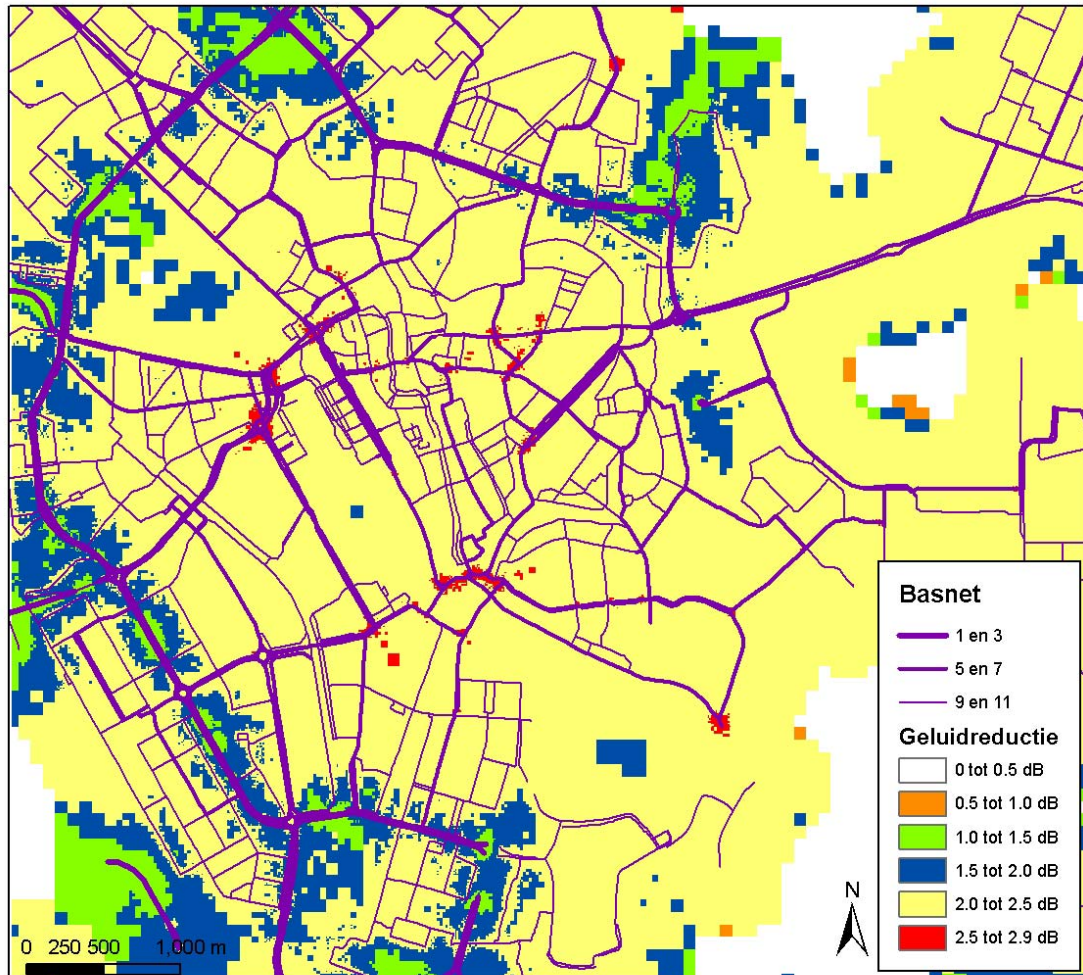 Basnet
1 en 3
5 en 7
9 en 11
Geluidreductie
0 tot 0.5 dB
0.5 tot 1.0 dB
1.0 tot 1.5 dB
1.5 tot 2.0 dB
2.0 tot 2.5 dB
2.5 tot 2.9 dB
N
0 250 500 1,000 m